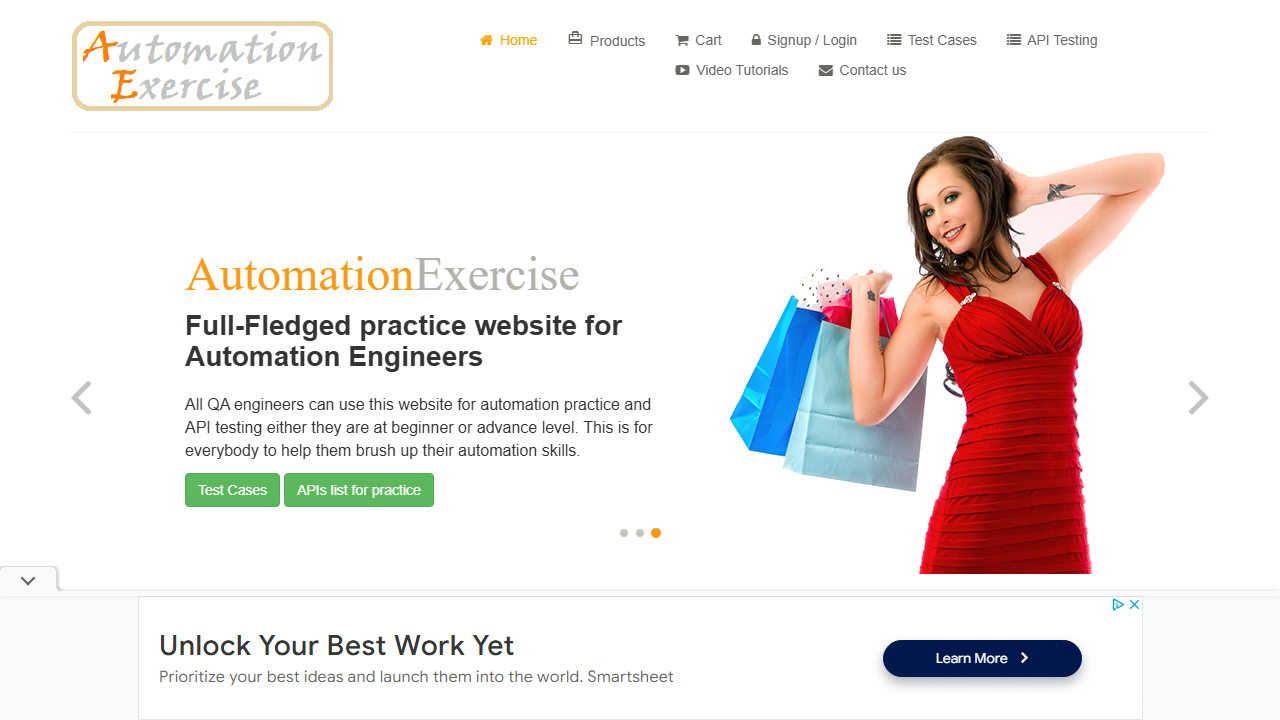 Automation
Exercise
Home
Products
Cart
Signup / Login
Test Cases
API Testing
Video Tutorials
Contact us
AutomationExercise
Full-Fledged practice website for
Automation Engineers
All QA engineers can use this website for automation practice and
API testing either they are at beginner or advance level. This is for
everybody to help them brush up their automation skills.
Test Cases
APIs list for practice
Unlock Your Best Work Yet
Prioritize your best ideas and launch them into the world. Smartsheet
Learn More